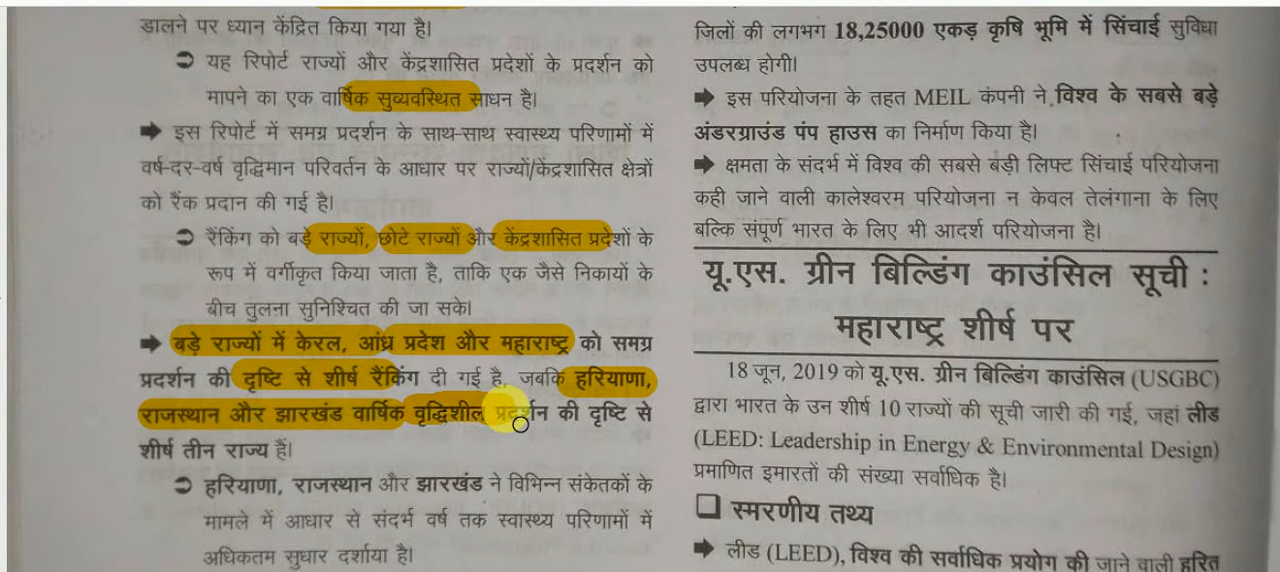 डालने पर ध्यान केंद्रित किया गया है।
➲ यह रिपोर्ट राज्यों और केंद्रशासित प्रदेशों के प्रदर्शन को
मापने का एक वार्षिक सुव्यवस्थित साधन है।
➡ इस रिपोर्ट में समग्र प्रदर्शन के साथ-साथ स्वास्थ्य परिणामों में
वर्ष-दर-वर्ष वृद्धिमान परिवर्तन के आधार पर राज्यों/केंद्रशासित क्षेत्रों
को रैंक प्रदान की गई है।
➲ रैंकिंग को बड़े राज्यों, छोटे राज्यों और केंद्रशासित प्रदेशों के
रूप में वर्गीकृत किया जाता है, ताकि एक जैसे निकायों के
बीच तुलना सुनिश्चित की जा सके।
➡ बड़े राज्यों में केरल, आंध्र प्रदेश और महाराष्ट्र को समग्र
प्रदर्शन की दृष्टि से शीर्ष रैंकिंग दी गई है, जबकि हरियाणा,
राजस्थान और झारखंड वार्षिक वृद्धिशील प्रदर्शन की दृष्टि से
शीर्ष तीन राज्य हैं।
➲ हरियाणा, राजस्थान और झारखंड ने विभिन्न संकेतकों के
मामले में आधार से संदर्भ वर्ष तक स्वास्थ्य परिणामों में
अधिकतम सुधार दर्शाया है।
जिलों की लगभग 18,25000 एकड़ कृषि भूमि में सिंचाई सुविधा
उपलब्ध होगी।
➡ इस परियोजना के तहत MEIL कंपनी ने विश्व के सबसे बड़े
अंडरग्राउंड पंप हाउस का निर्माण किया है।
➡ क्षमता के संदर्भ में विश्व की सबसे बड़ी लिफ्ट सिंचाई परियोजना
कही जाने वाली कालेश्वरम परियोजना न केवल तेलंगाना के लिए
बल्कि संपूर्ण भारत के लिए भी आदर्श परियोजना है।
यू.एस. ग्रीन बिल्डिंग काउंसिल सूची :
महाराष्ट्र शीर्ष पर
18 जून, 2019 को यू.एस. ग्रीन बिल्डिंग काउंसिल (USGBC)
द्वारा भारत के उन शीर्ष 10 राज्यों की सूची जारी की गई, जहां लीड
(LEED: Leadership in Energy & Environmental Design)
प्रमाणित इमारतों की संख्या सर्वाधिक है।
❑ स्मरणीय तथ्य
➡ लीड (LEED), विश्व की सर्वाधिक प्रयोग की जाने वाली हरित